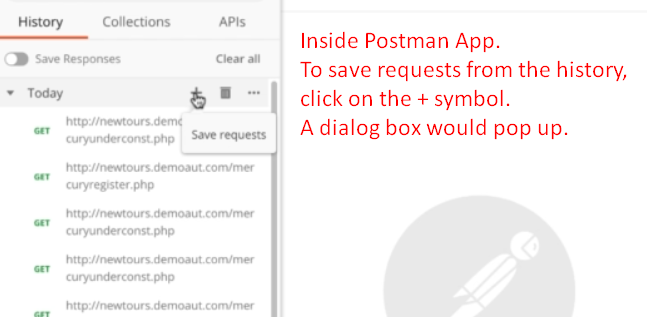 History Collections APIs
Save Responses Clear all
Today
GET http://newtours.demo
curyunderconst.php
Save requests
GET http://newtours.demoaut.com/mer
curyregister.php
GET http://newtours.demoaut.com/mer
curyunderconst.php
GET http://newtours.demoaut.com/mer
curyunderconst.php
GET http://newtours.demoaut.com/mer
Inside Postman App.
To save requests from the history,
click on the + symbol.
A dialog box would pop up.